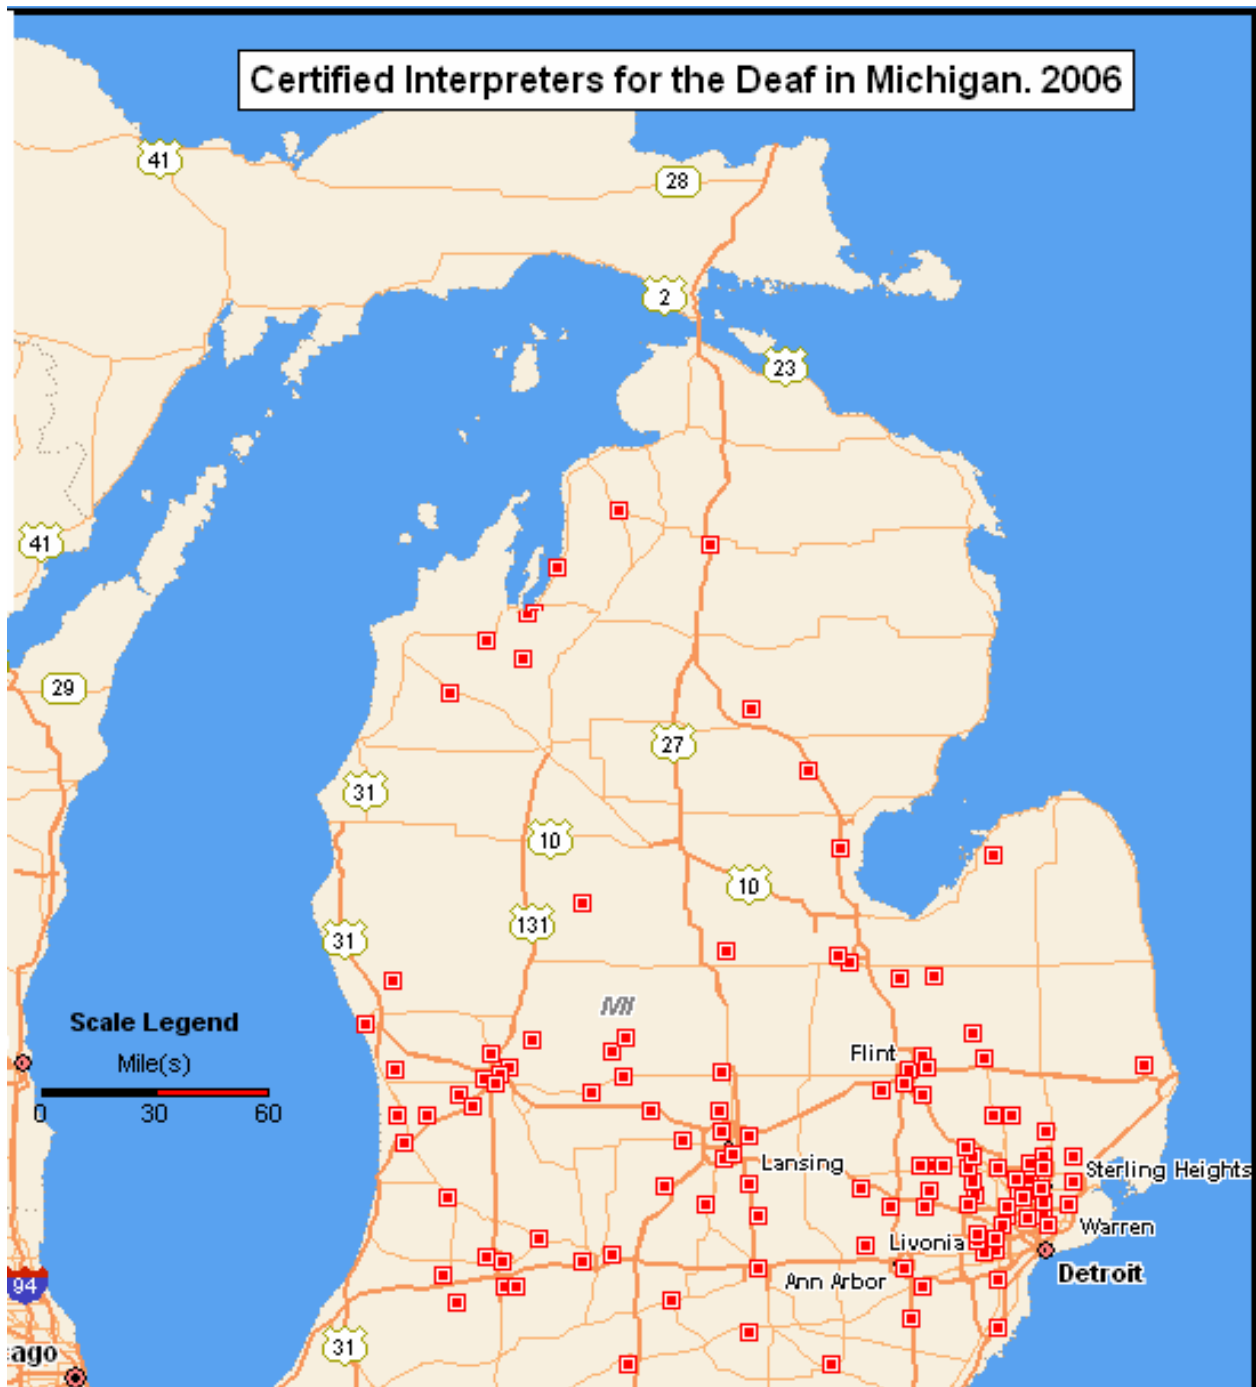 Certified Interpreters for the Deaf in Michigan. 2006
41
28
2
23
41
29
27
31
10
10
131
31
MI
Scale Legend
Mile(s)
0 30 60
Flint
Lansing
Sterling Heights
Warren
Livonia
Ann Arbor
Detroit
94
31
ago